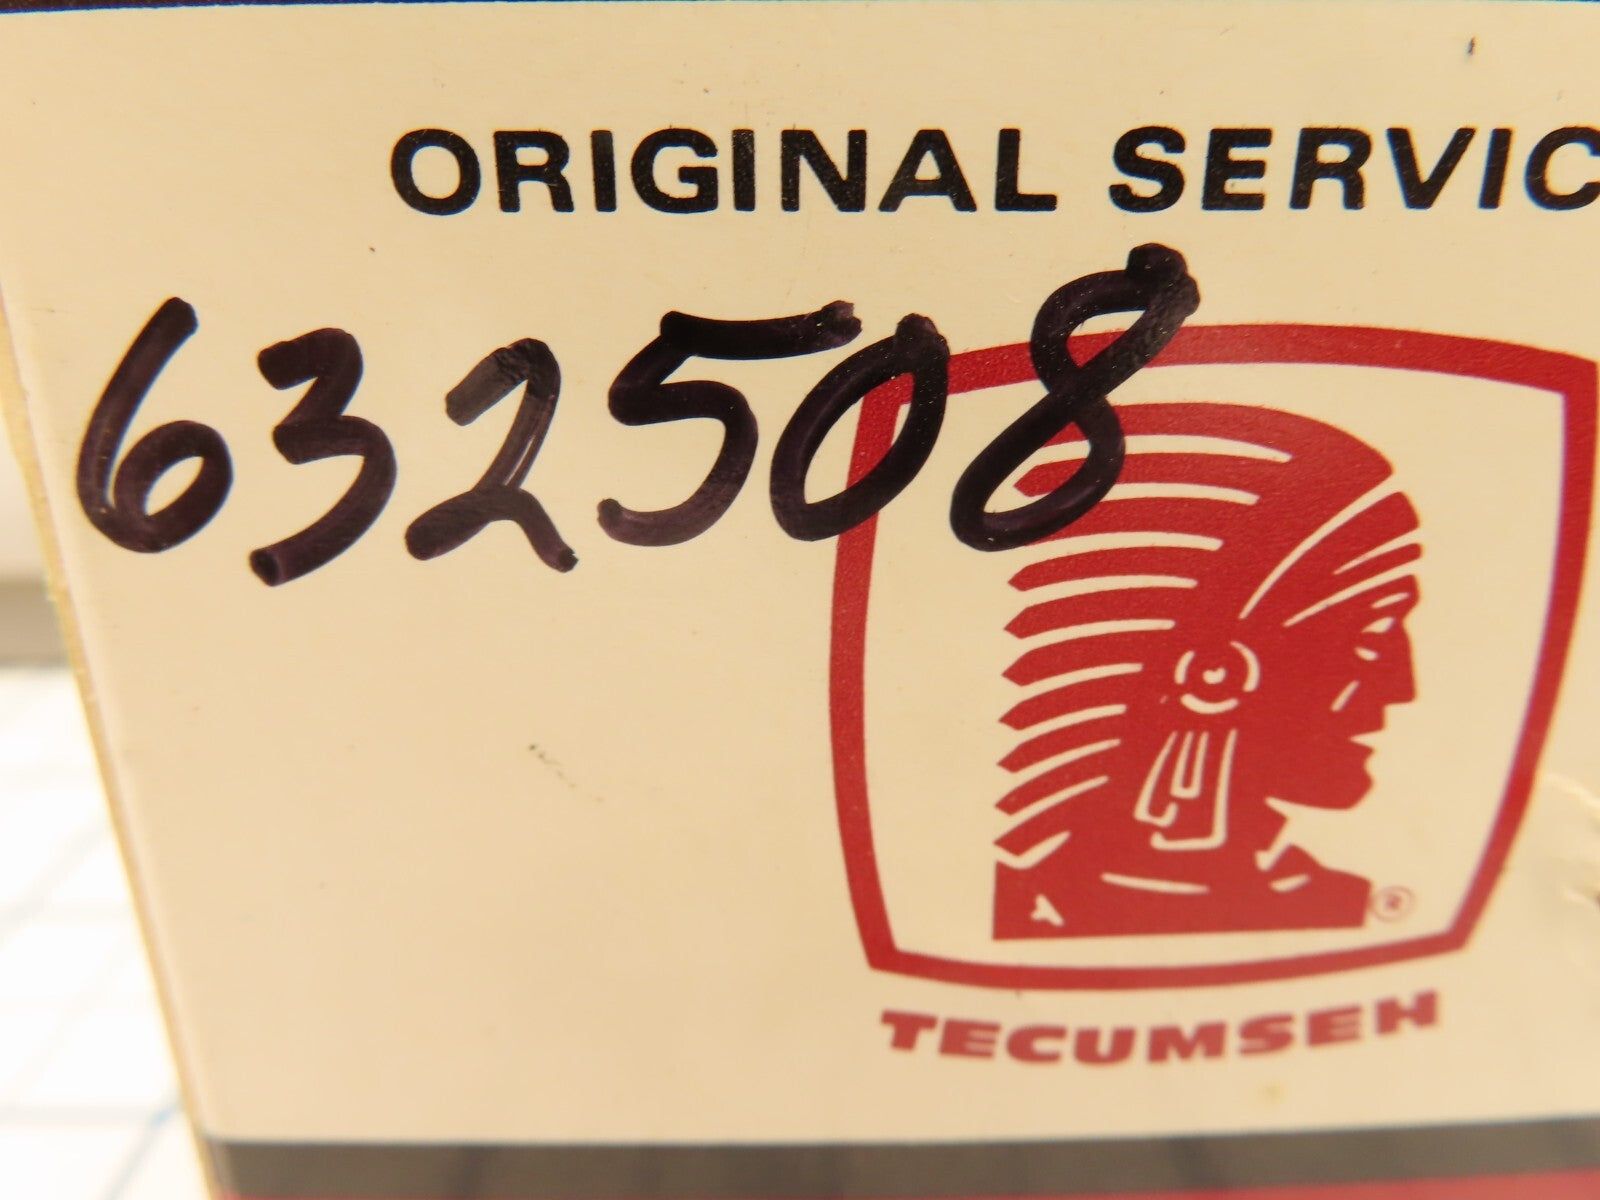 ORIGINAL SERVIC
632508
®
TECUMSEH